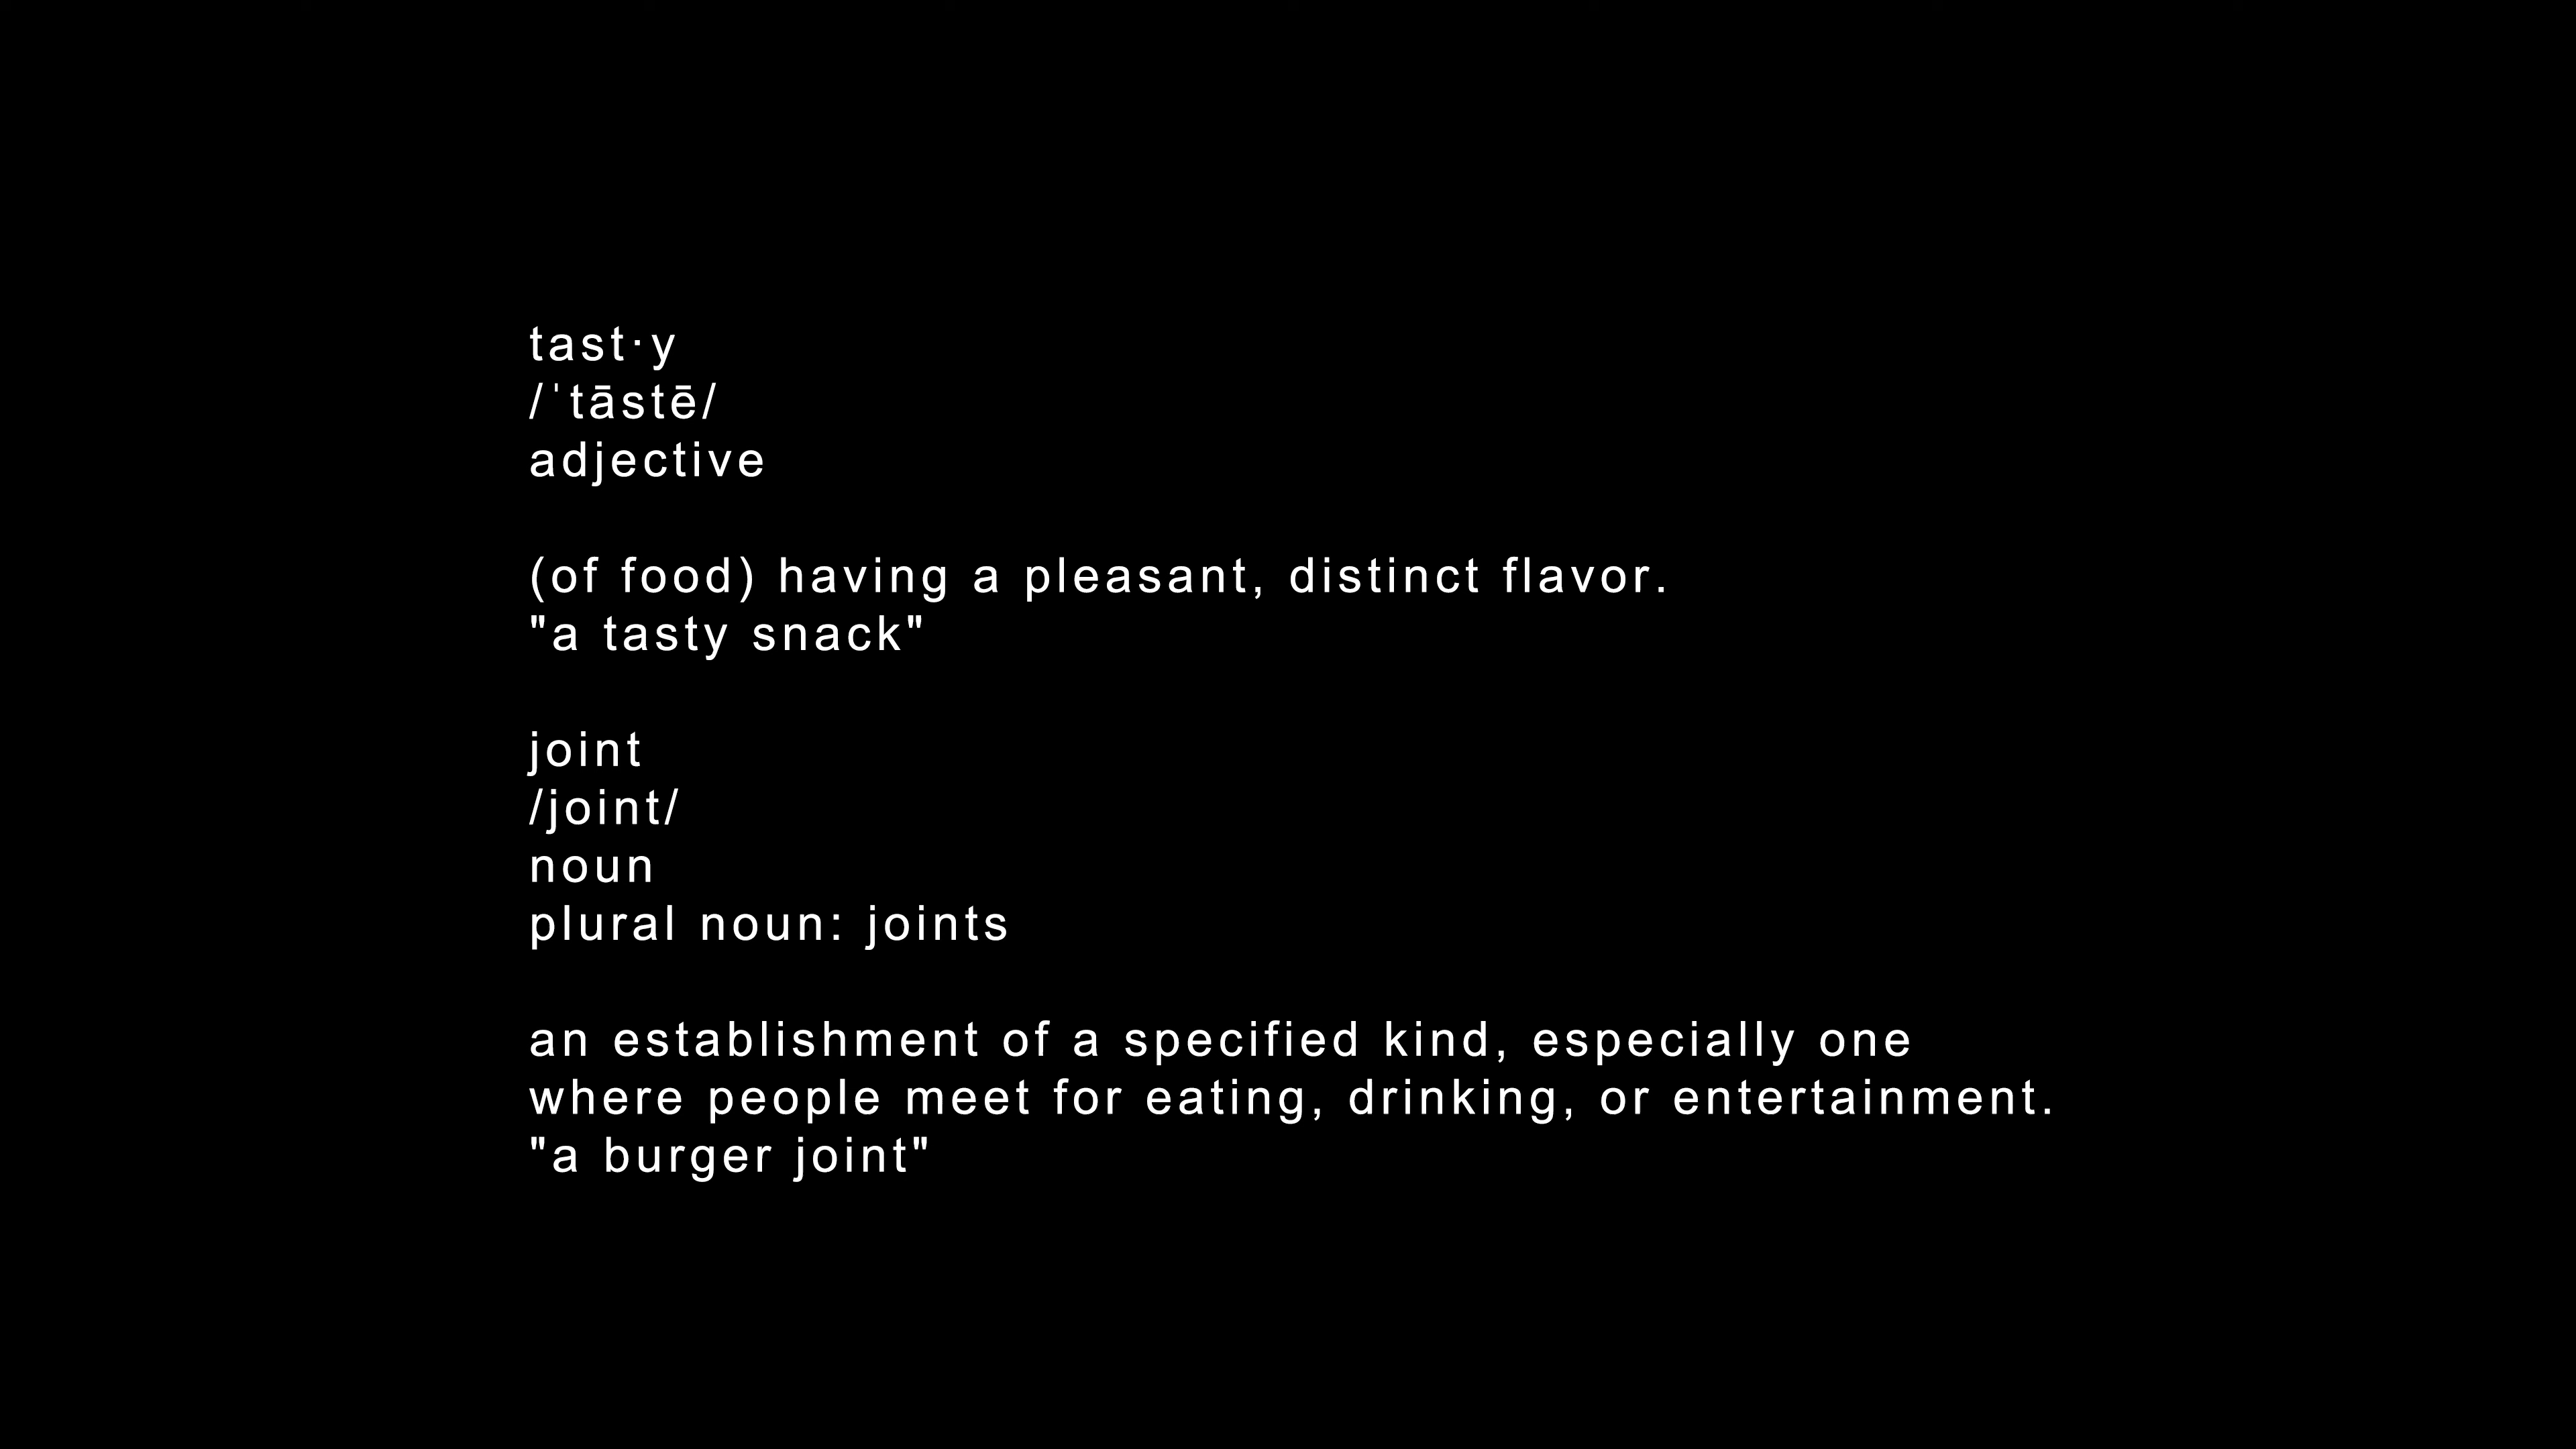 tast·y
/ˈtāstē/
adjective
(of food) having a pleasant, distinct flavor.
"a tasty snack"
joint
/joint/
noun
plural noun: joints
an establishment of a specified kind, especially one
where people meet for eating, drinking, or entertainment.
"a burger joint"